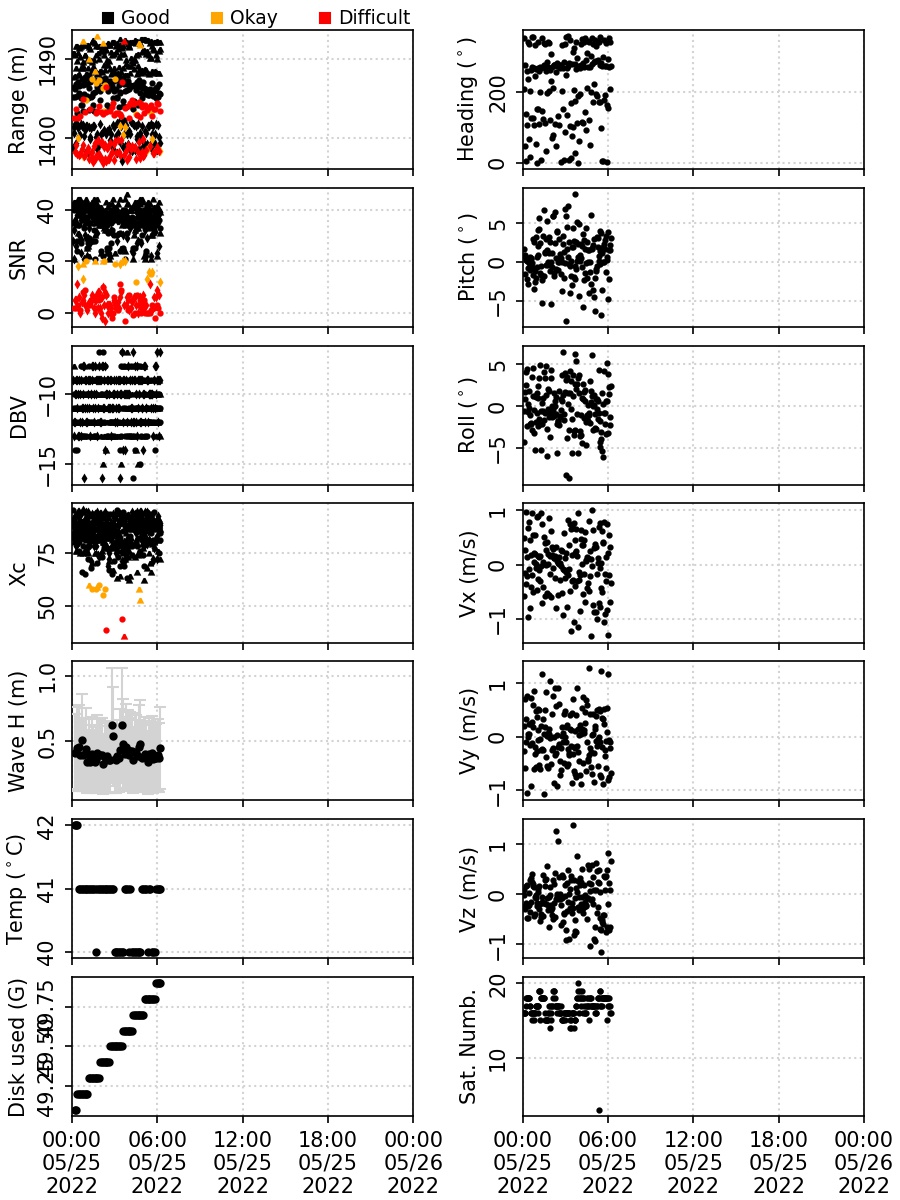 Good Okay Difficult
Range (m)
1490
1400
Heading (°)
200
0
SNR
40
20
0
Pitch (°)
5
0
−5
DBV
−10
−15
Roll (°)
5
0
−5
Xc
75
50
Vx (m/s)
1
0
−1
Wave H (m)
1.0
0.5
Vy (m/s)
1
0
−1
Temp (°C)
42
41
40
Vz (m/s)
1
0
−1
Disk used (G)
49.75
49.50
49.25
Sat. Numb.
20
10
00:00 06:00 12:00 18:00 00:00
05/25 05/25 05/25 05/25 05/26
2022 2022 2022 2022 2022
00:00 06:00 12:00 18:00 00:00
05/25 05/25 05/25 05/25 05/26
2022 2022 2022 2022 2022